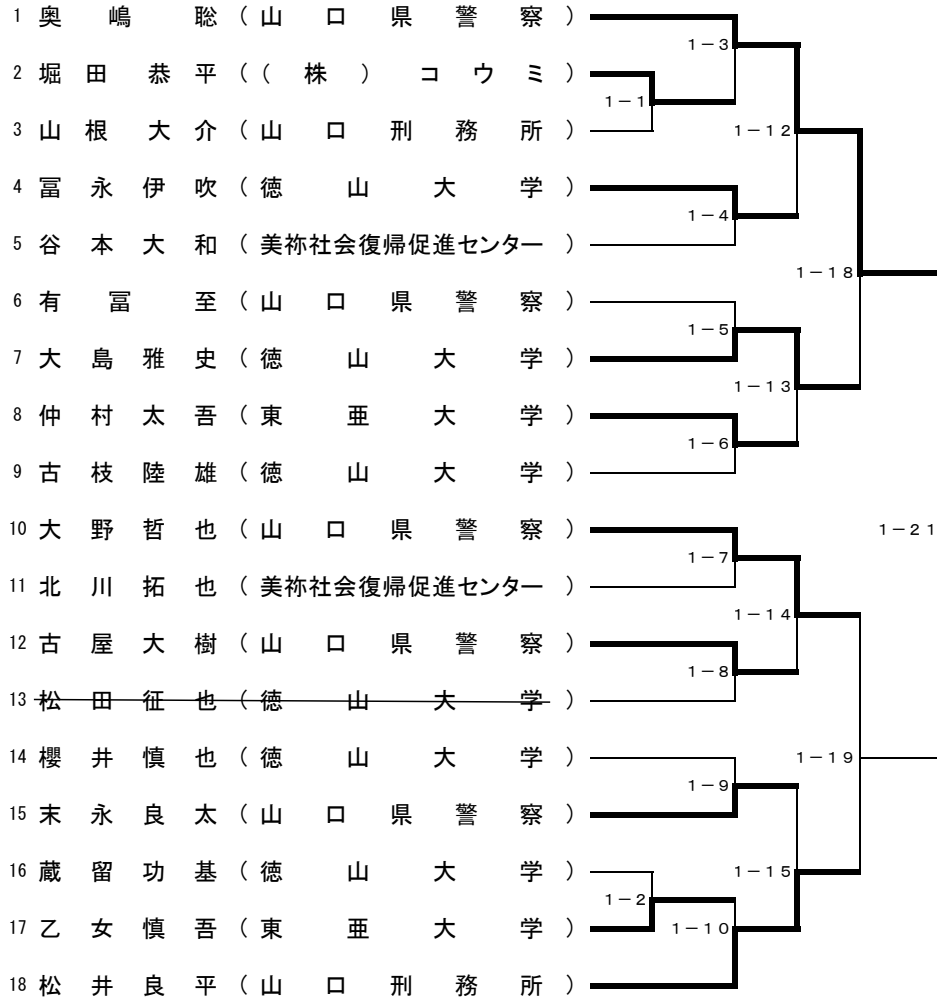 1 奥嶋 聡 (山口県警察)
1－3
2 堀田恭平 ((株)コウミ)
1－1
3 山根大介 (山口刑務所)
1－12
4 冨永伊吹 (徳山大学)
1－4
5 谷本大和 (美祢社会復帰促進センター)
1－18
6 有冨 至 (山口県警察)
1－5
7 大島雅史 (徳山大学)
1－13
8 仲村太吾 (東亜大学)
1－6
9 古枝陸雄 (徳山大学)
10 大野哲也 (山口県警察)
1－21
1－7
11 北川拓也 (美祢社会復帰促進センター)
1－14
12 古屋大樹 (山口県警察)
1－8
13 松田征也 (徳山大学)
14 櫻井慎也 (徳山大学)
1－19
1－9
15 末永良太 (山口県警察)
16 蔵留功基 (徳山大学)
1－15
1－2
17 乙女慎吾 (東亜大学)
1－10
18 松井良平 (山口刑務所)